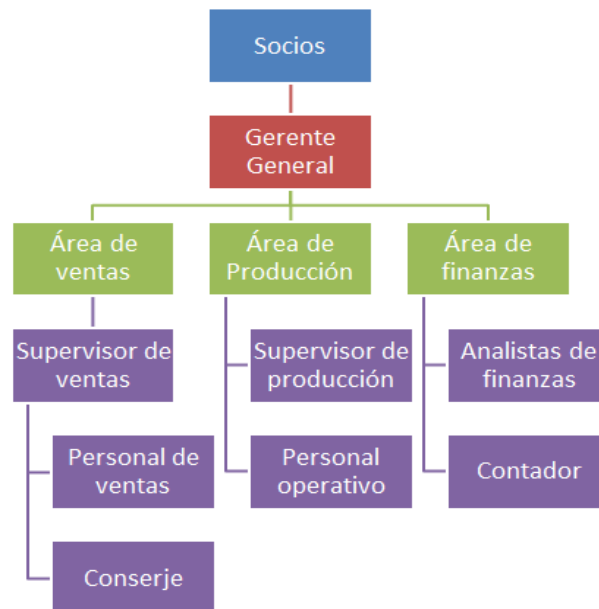 Socios
Gerente
General
Área de
ventas
Área de
Producción
Área de
finanzas
Supervisor de
ventas
Supervisor de
producción
Analistas de
finanzas
Personal de
ventas
Personal
operativo
Contador
Conserje